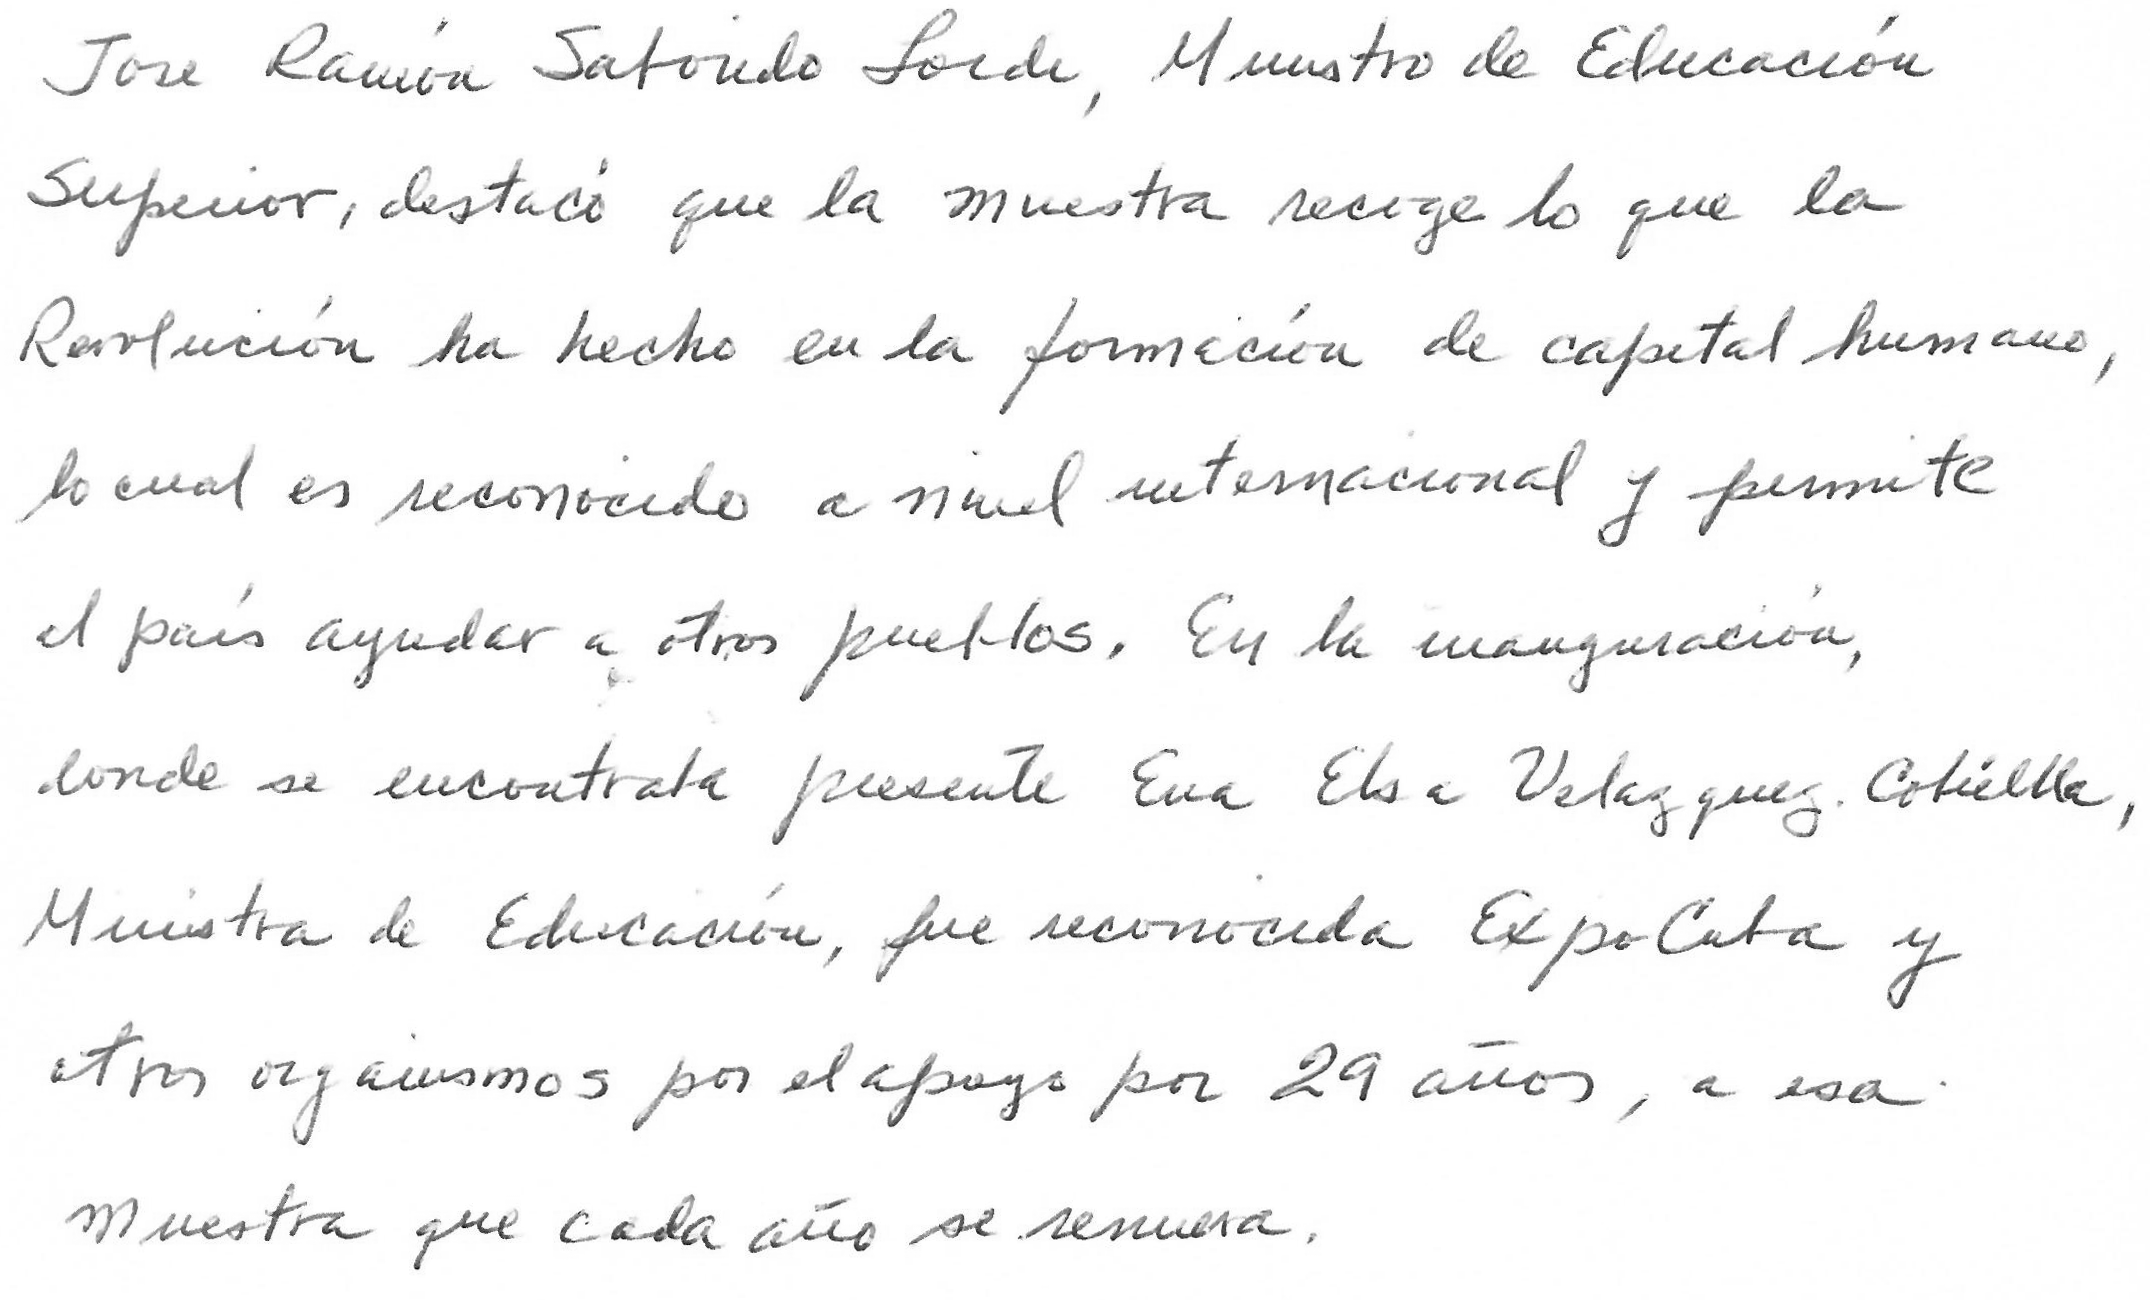 Jose Ramón Saborido Loidi, Ministro de Educación
Superior, destacó que la muestra recoge lo que la
Revolución ha hecho en la formación de capital humano,
lo cual es reconocido a nivel internacional y permite
al país ayudar a otros pueblos. En la inauguración,
donde se encontraba presente Ena Elsa Velazquez Cobiella,
Ministra de Educación, fue reconocida ExpoCuba y
otros organismos por el apoyo por 29 años, a esa
muestra que cada año se renueva.